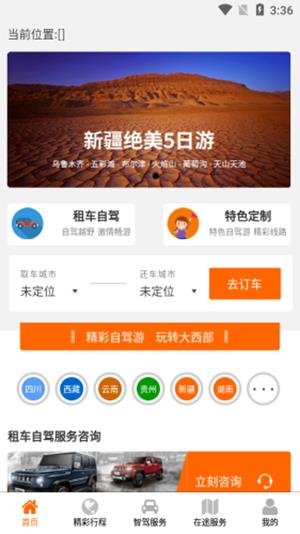 3:36
当前位置:[]
新疆绝美5日游
乌鲁木齐 · 五彩滩 · 布尔津 · 火焰山 · 葡萄沟 · 天山天池
租车自驾
自驾越野 激情畅游
特色定制
特色自驾游 精彩线路
取车城市
还车城市
未定位
未定位
去订车
精彩自驾游 玩转大西部
四川
西藏
云南
贵州
新疆
湖南
···
租车自驾服务咨询
立刻咨询
首页
精彩行程
智驾服务
在途服务
我的